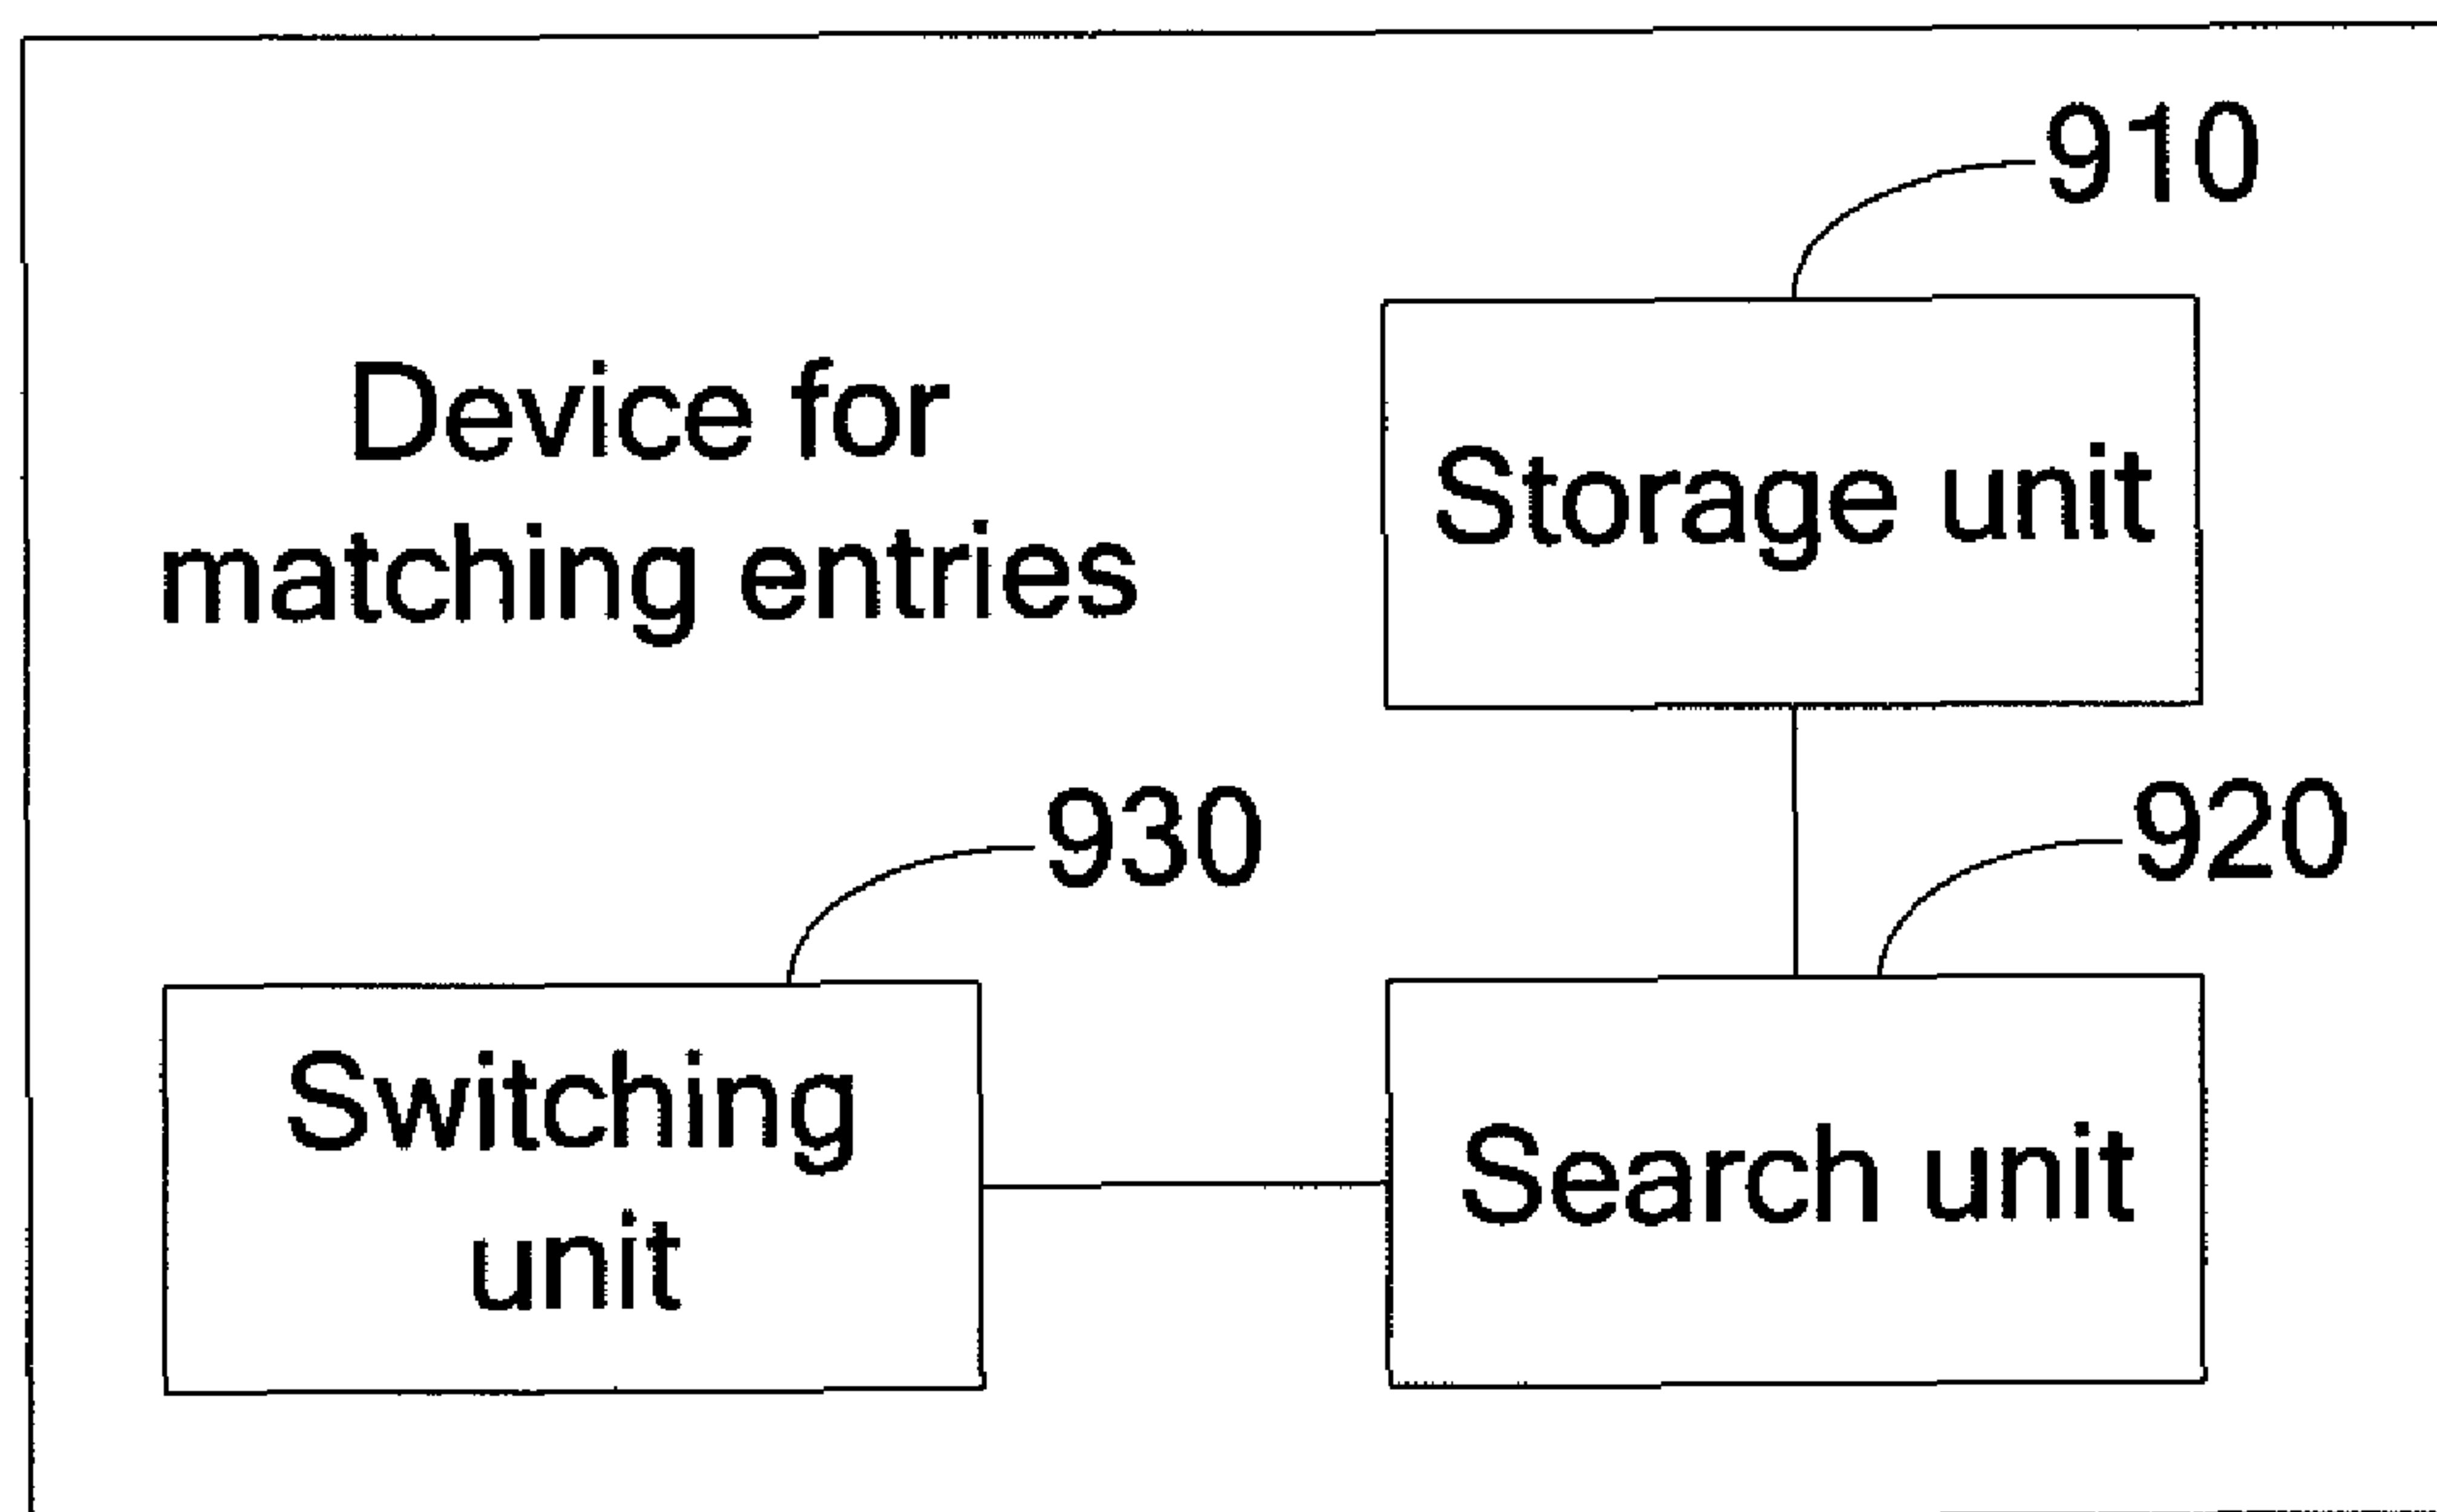 910
Device for
matching entries
Storage unit
930
920
Switching
unit
Search unit